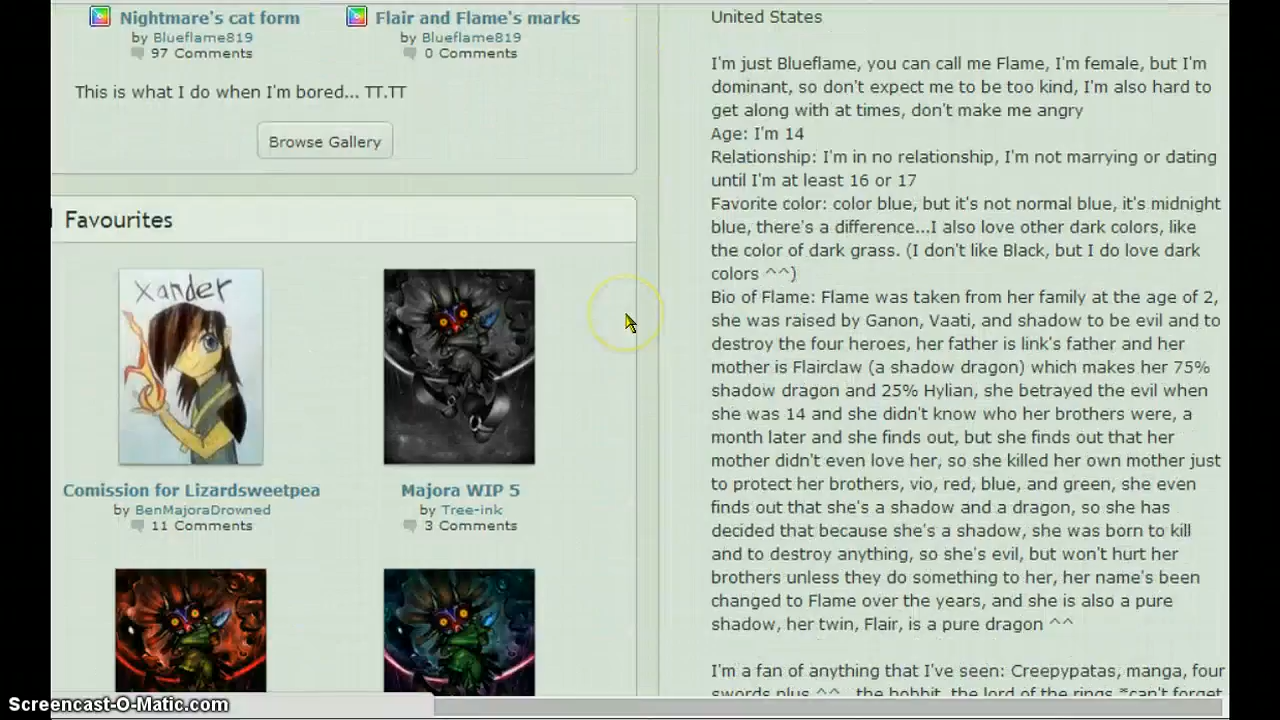 Nightmare's cat form
by Blueflame819
97 Comments
Flair and Flame's marks
by Blueflame819
0 Comments
This is what I do when I'm bored... TT.TT
Browse Gallery
Favourites
xander
Comission for Lizardsweetpea
by BenMajoraDrowned
11 Comments
Majora WIP 5
by Tree-ink
3 Comments
United States
I'm just Blueflame, you can call me Flame, I'm female, but I'm
dominant, so don't expect me to be too kind, I'm also hard to
get along with at times, don't make me angry
Age: I'm 14
Relationship: I'm in no relationship, I'm not marrying or dating
until I'm at least 16 or 17
Favorite color: color blue, but it's not normal blue, it's midnight
blue, there's a difference...I also love other dark colors, like
the color of dark grass. (I don't like Black, but I do love dark
colors ^^)
Bio of Flame: Flame was taken from her family at the age of 2,
she was raised by Ganon, Vaati, and shadow to be evil and to
destroy the four heroes, her father is link's father and her
mother is Flairclaw (a shadow dragon) which makes her 75%
shadow dragon and 25% Hylian, she betrayed the evil when
she was 14 and she didn't know who her brothers were, a
month later and she finds out, but she finds out that her
mother didn't even love her, so she killed her own mother just
to protect her brothers, vio, red, blue, and green, she even
finds out that she's a shadow and a dragon, so she has
decided that because she's a shadow, she was born to kill
and to destroy anything, so she's evil, but won't hurt her
brothers unless they do something to her, her name's been
changed to Flame over the years, and she is also a pure
shadow, her twin, Flair, is a pure dragon ^^
I'm a fan of anything that I've seen: Creepypatas, manga, four
swords plus ^^, the hobbit, the lord of the rings *can't forget
Screencast-O-Matic.com